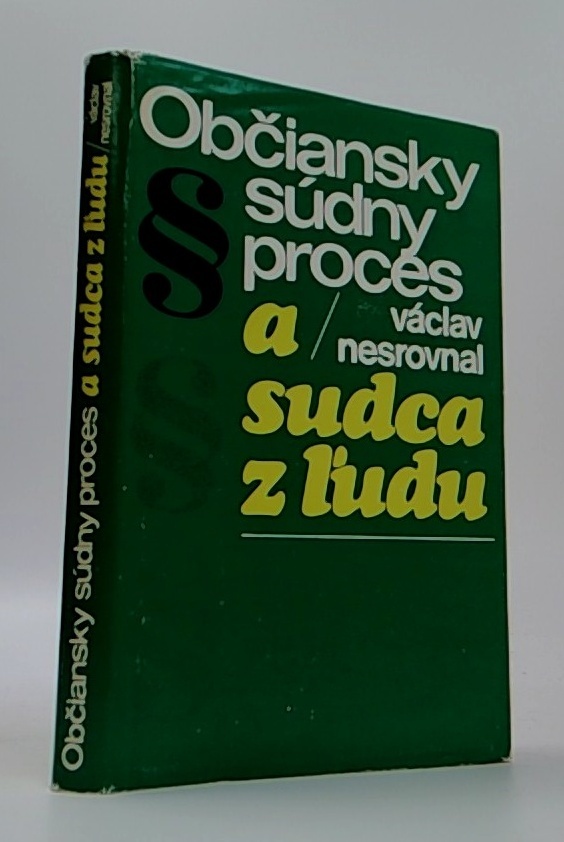 Občiansky
súdny
proces
a / václav
nesrovnal
sudca
z ľudu
§
§
Občiansky súdny proces a sudca z ľudu / václav
nesrovnal